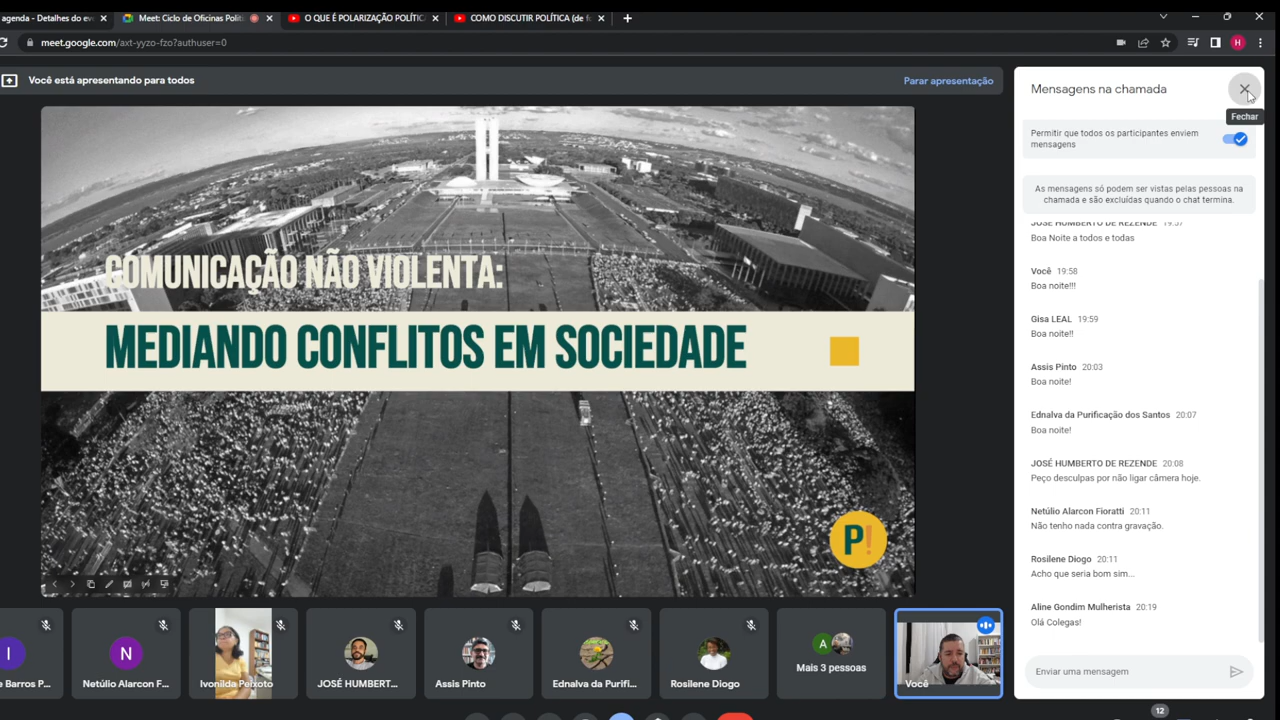 agenda - Detalhes do ev
Meet: Ciclo de Oficinas Polít
O QUE É POLARIZAÇÃO POLÍTIC
COMO DISCUTIR POLÍTICA (de fo
meet.google.com/axt-yyzo-fzo?authuser=0
H
Você está apresentando para todos
Parar apresentação
COMUNICAÇÃO NÃO VIOLENTA:
MEDIANDO CONFLITOS EM SOCIEDADE
P!
Mensagens na chamada
Fechar
Permitir que todos os participantes enviem
mensagens
As mensagens só podem ser vistas pelas pessoas na
chamada e são excluídas quando o chat termina.
JOSÉ HUMBERTO DE REZENDE 19:57
Boa Noite a todos e todas
Você 19:58
Boa noite!!!
Gisa LEAL 19:59
Boa noite!!
Assis Pinto 20:03
Boa noite!
Ednalva da Purificação dos Santos 20:07
Boa noite!
JOSÉ HUMBERTO DE REZENDE 20:08
Peço desculpas por não ligar câmera hoje.
Netúlio Alarcon Fioratti 20:11
Não tenho nada contra gravação.
Rosilene Diogo 20:11
Acho que seria bom sim...
Aline Gondim Mulherista 20:19
Olá Colegas!
Enviar uma mensagem
I
e Barros P...
N
Netúlio Alarcon F...
Ivonilda Peixoto
JOSÉ HUMBERT...
Assis Pinto
Ednalva da Purifi...
Rosilene Diogo
A
Mais 3 pessoas
Você
12